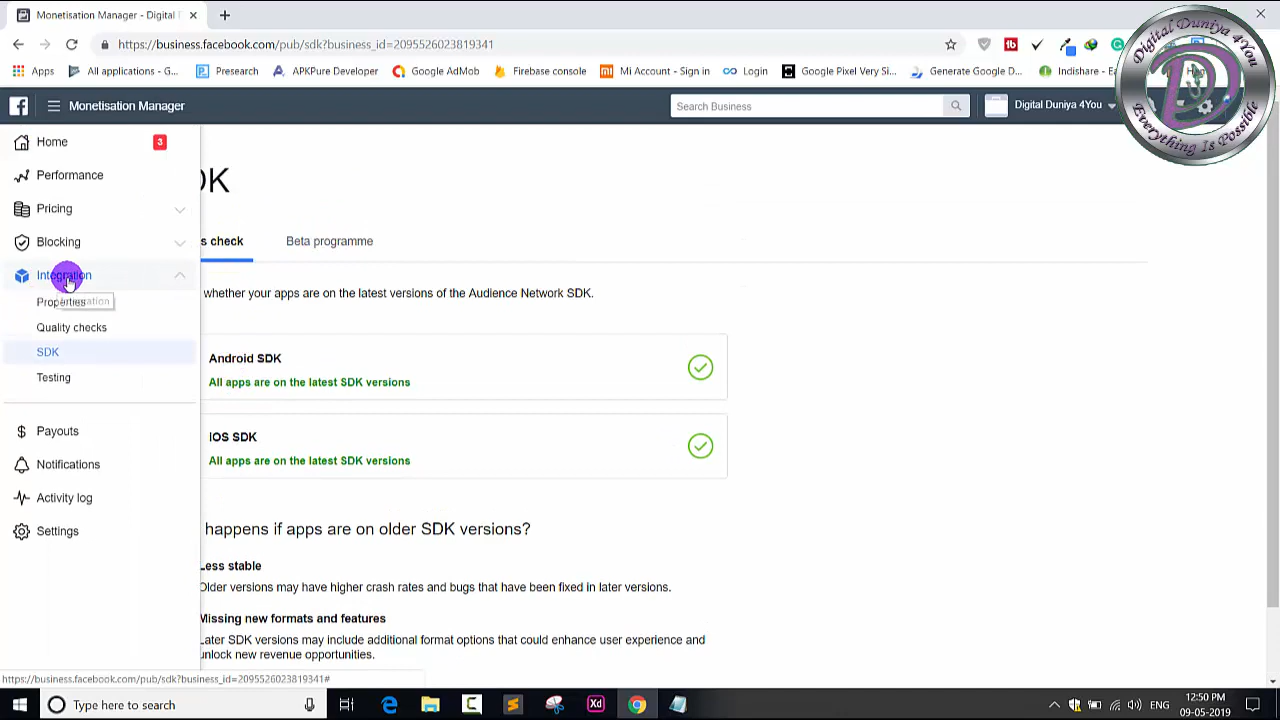 Monetisation Manager - Digital D
https://business.facebook.com/pub/sdk?business_id=2095526023819341
Apps
Mi applications - G...
Presearch
APKPure Developer
Google AdMob
Firebase console
Mi Account - Sign in
Login
Google Pixel Very Si...
Generate Google D...
Indishare - Ea
Monetisation Manager
Search Business
Digital Duniya 4You
Digital Duniya 4You
D
Everything Is Possible
Home
3
Performance
Pricing
Blocking
Integration
Properties
Quality checks
SDK
Testing
Payouts
Notifications
Activity log
Settings
DK
s check
Beta programme
whether your apps are on the latest versions of the Audience Network SDK.
Android SDK
All apps are on the latest SDK versions
IOS SDK
All apps are on the latest SDK versions
happens if apps are on older SDK versions?
Less stable
Older versions may have higher crash rates and bugs that have been fixed in later versions.
Missing new formats and features
Later SDK versions may include additional format options that could enhance user experience and
unlock new revenue opportunities.
https://business.facebook.com/pub/sdk?business_id=2095526023819341#
Type here to search
Xd
ENG
12:50 PM
09-05-2019